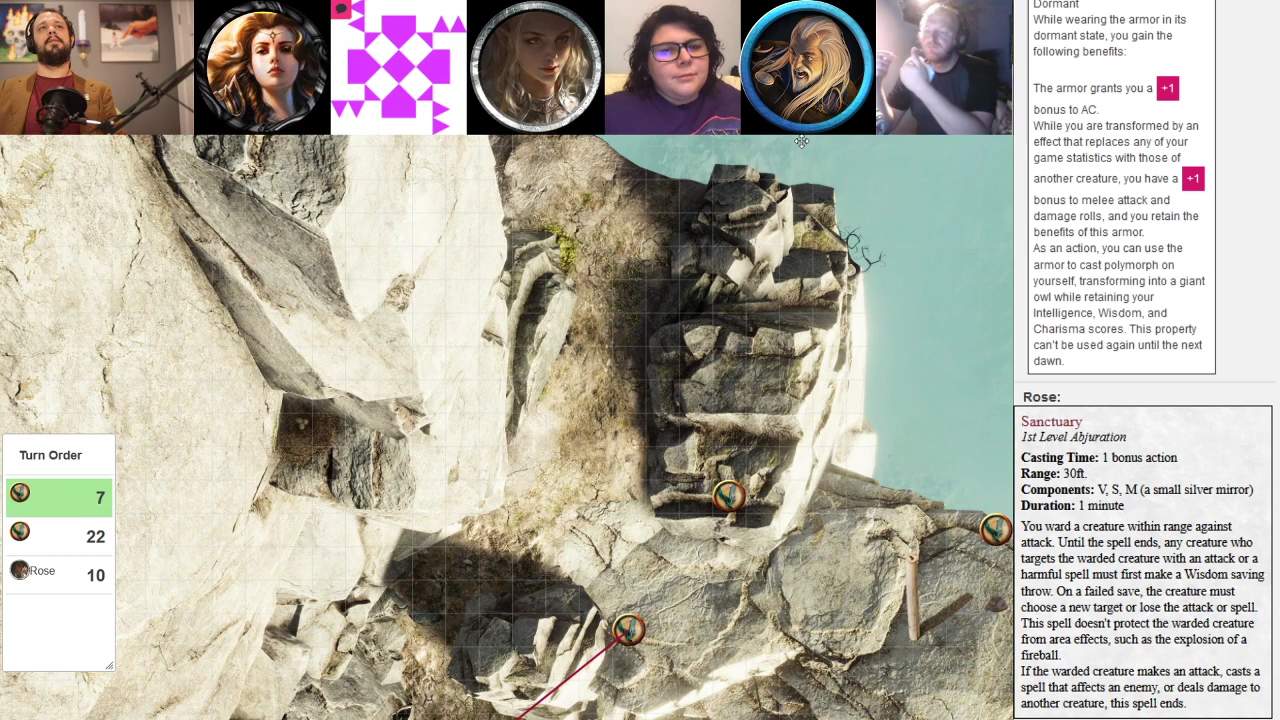 Dormant
While wearing the armor in its
dormant state, you gain the
following benefits:
The armor grants you a +1
bonus to AC.
While you are transformed by an
effect that replaces any of your
game statistics with those of
another creature, you have a +1
bonus to melee attack and
damage rolls, and you retain the
benefits of this armor.
As an action, you can use the
armor to cast polymorph on
yourself, transforming into a giant
owl while retaining your
Intelligence, Wisdom, and
Charisma scores. This property
can't be used again until the next
dawn.
Rose:
Sanctuary
1st Level Abjuration
Casting Time: 1 bonus action
Range: 30ft.
Components: V, S, M (a small silver mirror)
Duration: 1 minute
You ward a creature within range against
attack. Until the spell ends, any creature who
targets the warded creature with an attack or a
harmful spell must first make a Wisdom saving
throw. On a failed save, the creature must
choose a new target or lose the attack or spell.
This spell doesn't protect the warded creature
from area effects, such as the explosion of a
fireball.
If the warded creature makes an attack, casts a
spell that affects an enemy, or deals damage to
another creature, this spell ends.
Turn Order
7
22
Rose 10